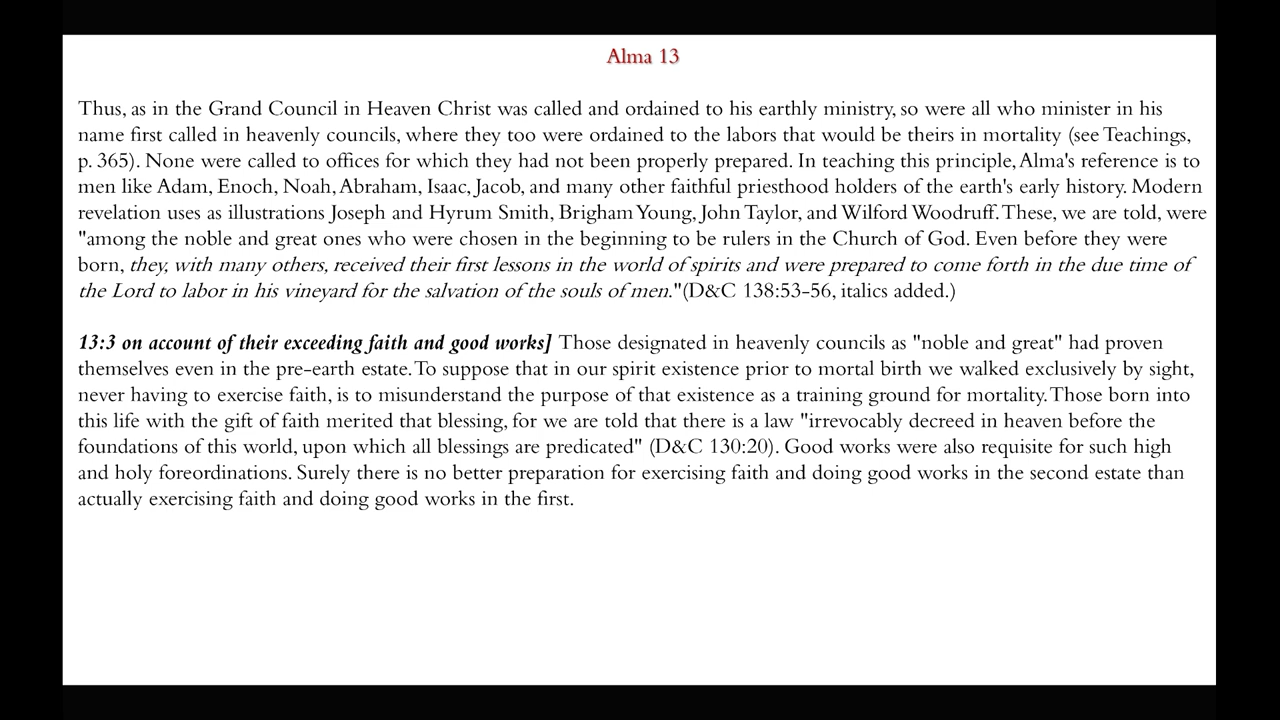 Alma 13
Thus, as in the Grand Council in Heaven Christ was called and ordained to his earthly ministry, so were all who minister in his
name first called in heavenly councils, where they too were ordained to the labors that would be theirs in mortality (see Teachings,
p. 365). None were called to offices for which they had not been properly prepared. In teaching this principle, Alma's reference is to
men like Adam, Enoch, Noah, Abraham, Isaac, Jacob, and many other faithful priesthood holders of the earth's early history. Modern
revelation uses as illustrations Joseph and Hyrum Smith, Brigham Young, John Taylor, and Wilford Woodruff. These, we are told, were
"among the noble and great ones who were chosen in the beginning to be rulers in the Church of God. Even before they were
born, they, with many others, received their first lessons in the world of spirits and were prepared to come forth in the due time of
the Lord to labor in his vineyard for the salvation of the souls of men."(D&C 138:53-56, italics added.)
13:3 on account of their exceeding faith and good works] Those designated in heavenly councils as "noble and great" had proven
themselves even in the pre-earth estate. To suppose that in our spirit existence prior to mortal birth we walked exclusively by sight,
never having to exercise faith, is to misunderstand the purpose of that existence as a training ground for mortality. Those born into
this life with the gift of faith merited that blessing, for we are told that there is a law "irrevocably decreed in heaven before the
foundations of this world, upon which all blessings are predicated" (D&C 130:20). Good works were also requisite for such high
and holy foreordinations. Surely there is no better preparation for exercising faith and doing good works in the second estate than
actually exercising faith and doing good works in the first.